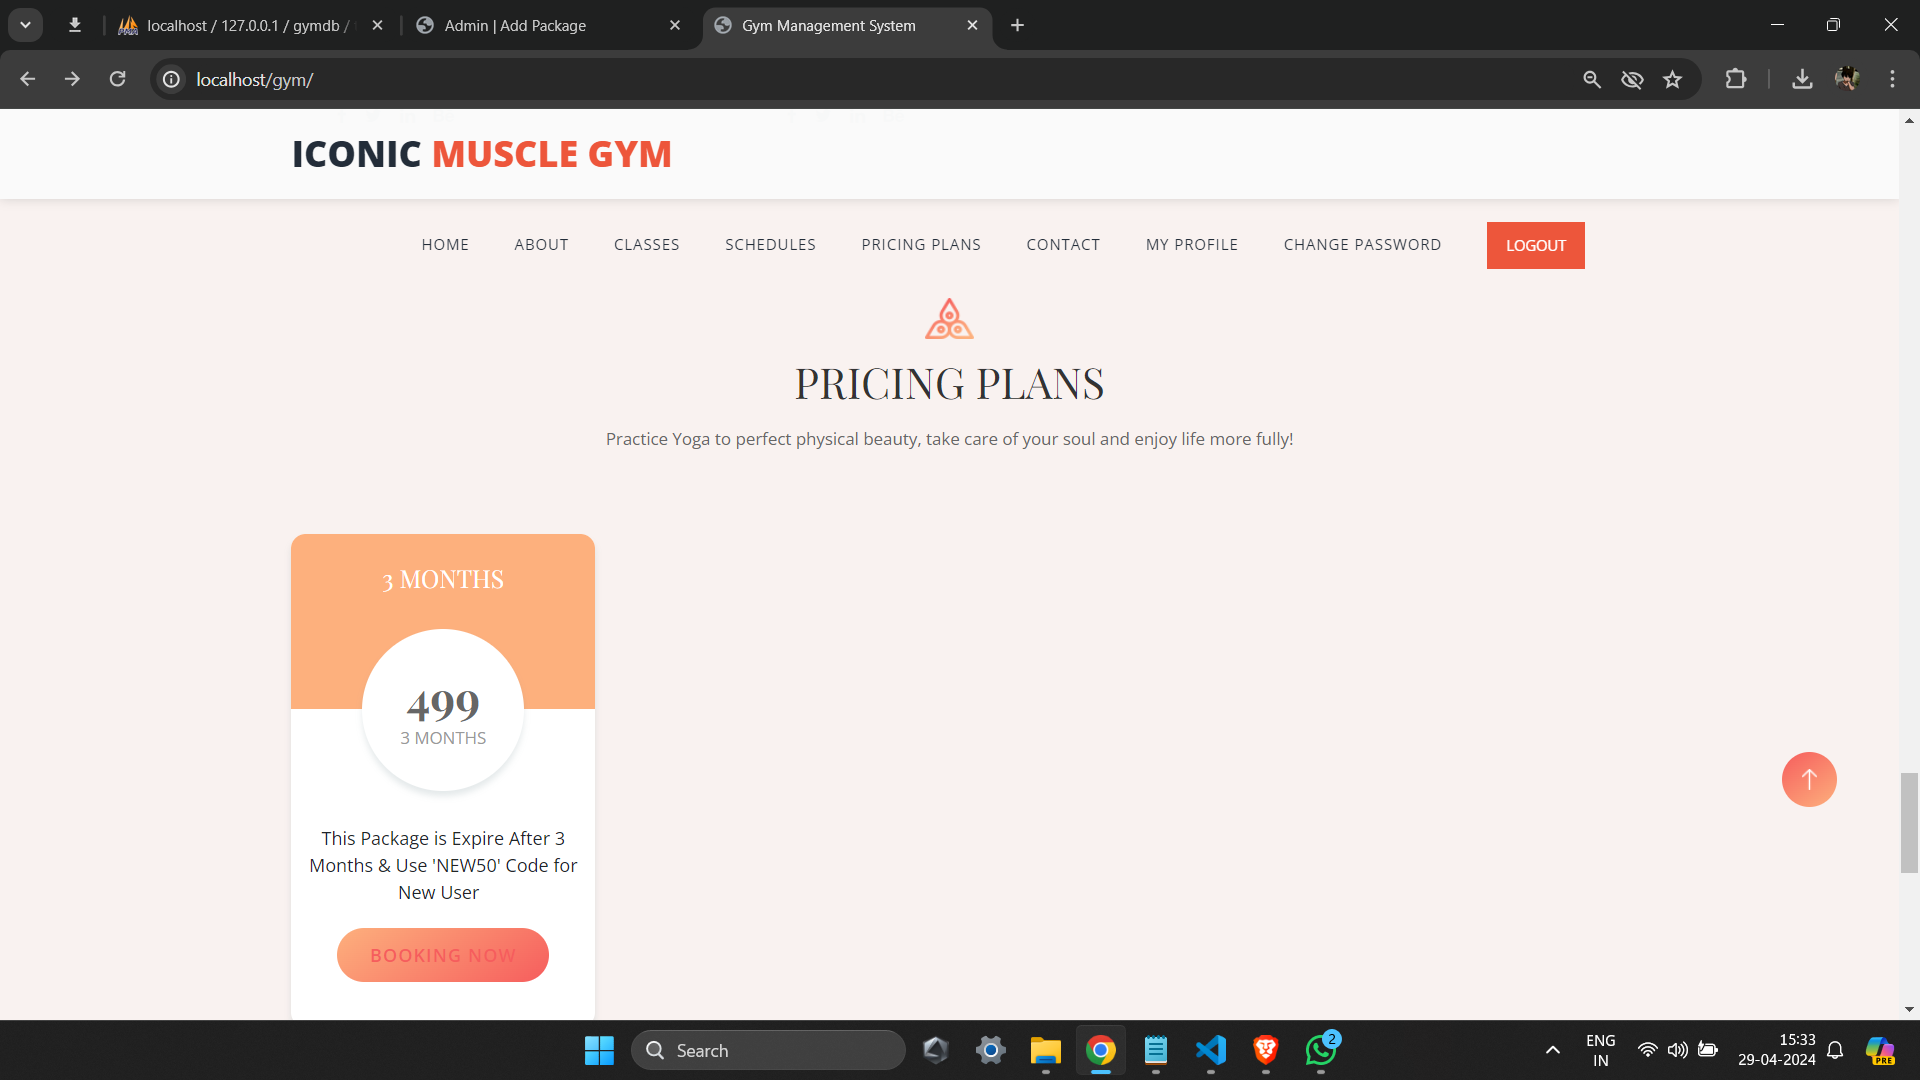 localhost / 127.0.0.1 / gymdb /
Admin | Add Package
Gym Management System
localhost/gym/
ICONIC MUSCLE GYM
HOME ABOUT CLASSES SCHEDULES PRICING PLANS CONTACT MY PROFILE CHANGE PASSWORD LOGOUT
PRICING PLANS
Practice Yoga to perfect physical beauty, take care of your soul and enjoy life more fully!
3 MONTHS
499
3 MONTHS
This Package is Expire After 3
Months & Use 'NEW50' Code for
New User
BOOKING NOW
Search
2
ENG
IN
15:33
29-04-2024
PRE